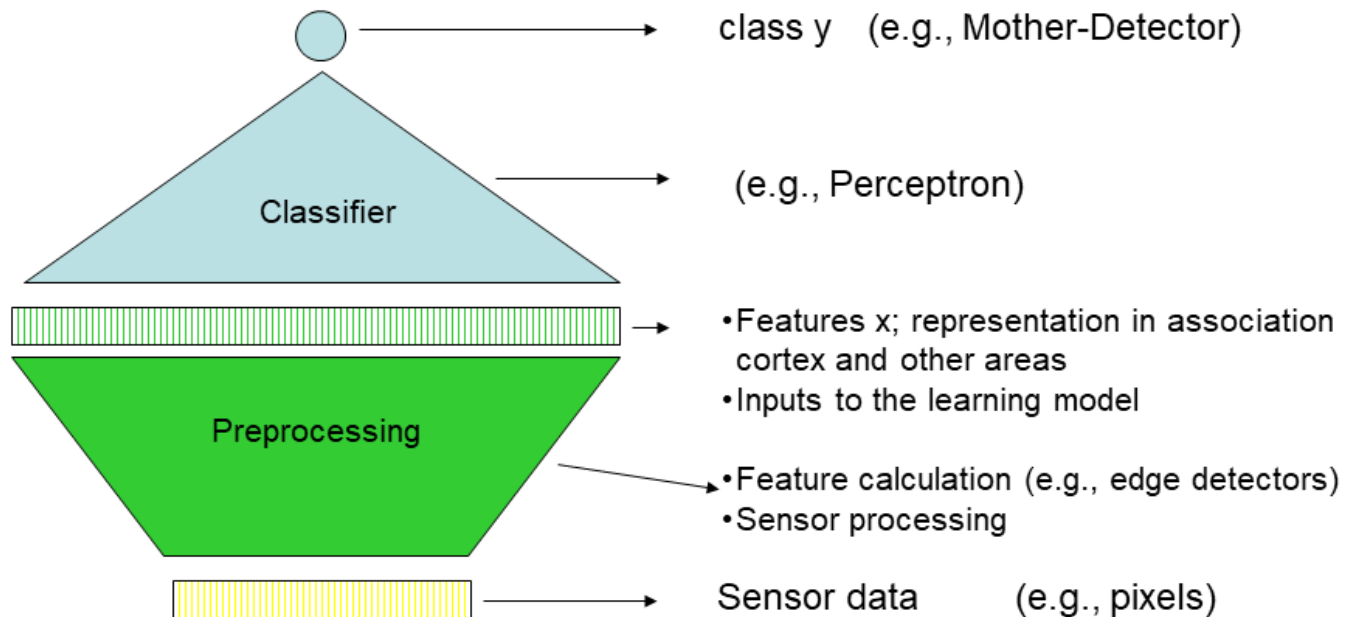 class y (e.g., Mother-Detector)
(e.g., Perceptron)
Classifier
•Features x; representation in association
cortex and other areas
•Inputs to the learning model
Preprocessing
•Feature calculation (e.g., edge detectors)
•Sensor processing
Sensor data (e.g., pixels)